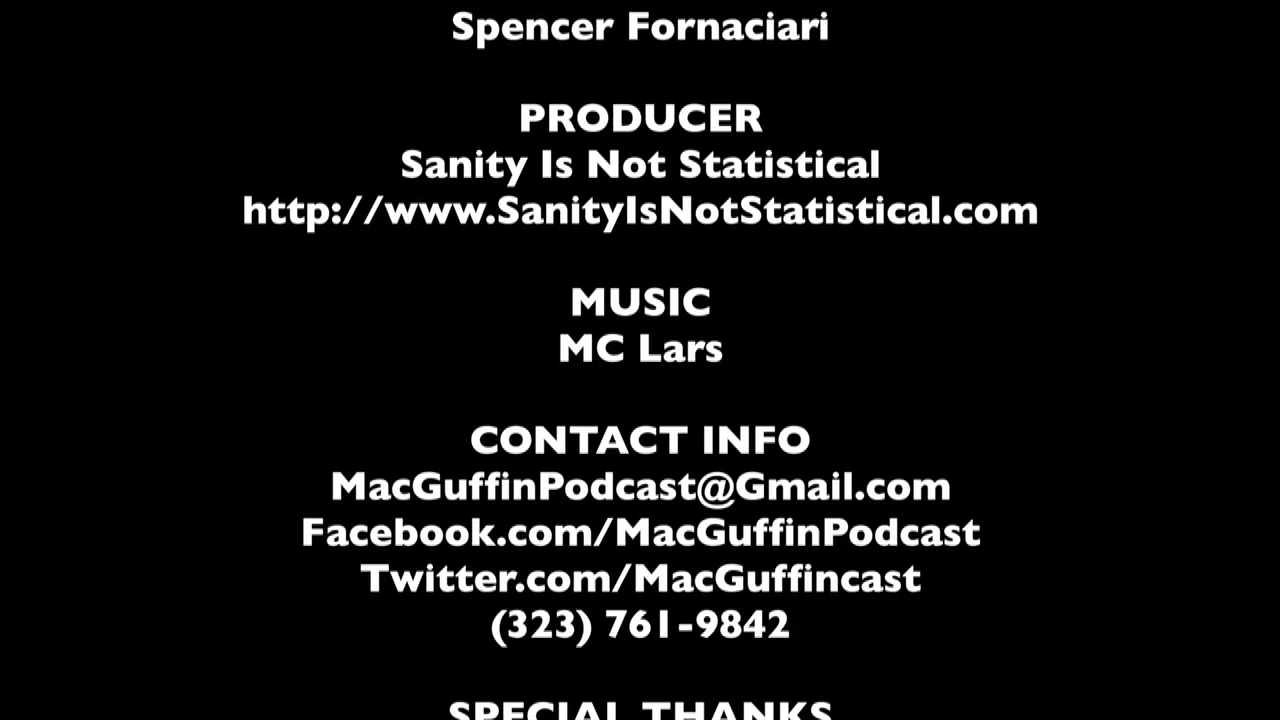 Spencer Fornaciari
PRODUCER
Sanity Is Not Statistical
http://www.SanityIsNotStatistical.com
MUSIC
MC Lars
CONTACT INFO
MacGuffinPodcast@Gmail.com
Facebook.com/MacGuffinPodcast
Twitter.com/MacGuffincast
(323) 761-9842
SPECIAL THANKS